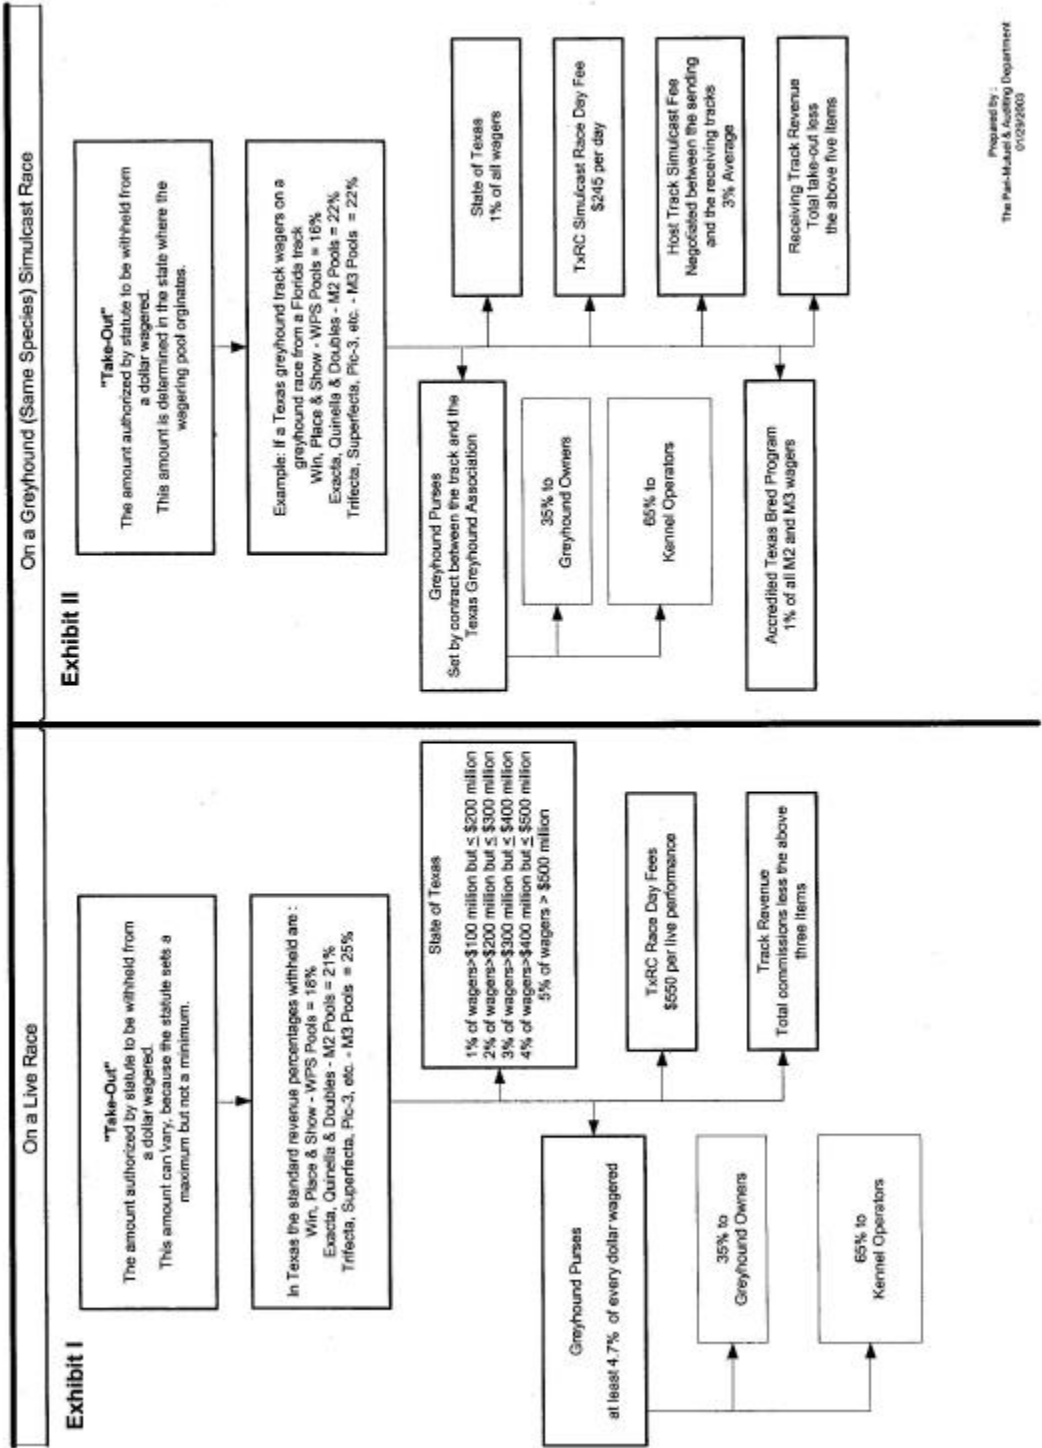 On a Live Race
Exhibit I
"Take-Out"
The amount authorized by statute to be withheld from
a dollar wagered.
This amount can vary, because the statute sets a
maximum but not a minimum.
In Texas the standard revenue percentages withheld are :
Win, Place & Show - WPS Pools = 18%
Exacta, Quinella & Doubles - M2 Pools = 21%
Trifecta, Superfecta, Pic-3, etc. - M3 Pools = 25%
State of Texas
1% of wagers>$100 million but ≤ $200 million
2% of wagers>$200 million but ≤ $300 million
3% of wagers>$300 million but ≤ $400 million
4% of wagers>$400 million but ≤ $500 million
5% of wagers > $500 million
Greyhound Purses
at least 4.7% of every dollar wagered
35% to
Greyhound Owners
65% to
Kennel Operators
TxRC Race Day Fees
$550 per live performance
Track Revenue
Total commissions less the above
three items
On a Greyhound (Same Species) Simulcast Race
Exhibit II
"Take-Out"
The amount authorized by statute to be withheld from
a dollar wagered.
This amount is determined in the state where the
wagering pool orginates.
Example: If a Texas greyhound track wagers on a
greyhound race from a Florida track
Win, Place & Show - WPS Pools = 16%
Exacta, Quinella & Doubles - M2 Pools = 22%
Trifecta, Superfecta, Pic-3, etc. - M3 Pools = 22%
Greyhound Purses
Set by contract between the track and the
Texas Greyhound Association
35% to
Greyhound Owners
65% to
Kennel Operators
State of Texas
1% of all wagers
TxRC Simulcast Race Day Fee
$245 per day
Host Track Simulcast Fee
Negotiated between the sending
and the receiving tracks
3% Average
Accredited Texas Bred Program
1% of all M2 and M3 wagers
Receiving Track Revenue
Total take-out less
the above five items
Prepared by :
The Pari-Mutuel & Auditing Department
01/29/2003